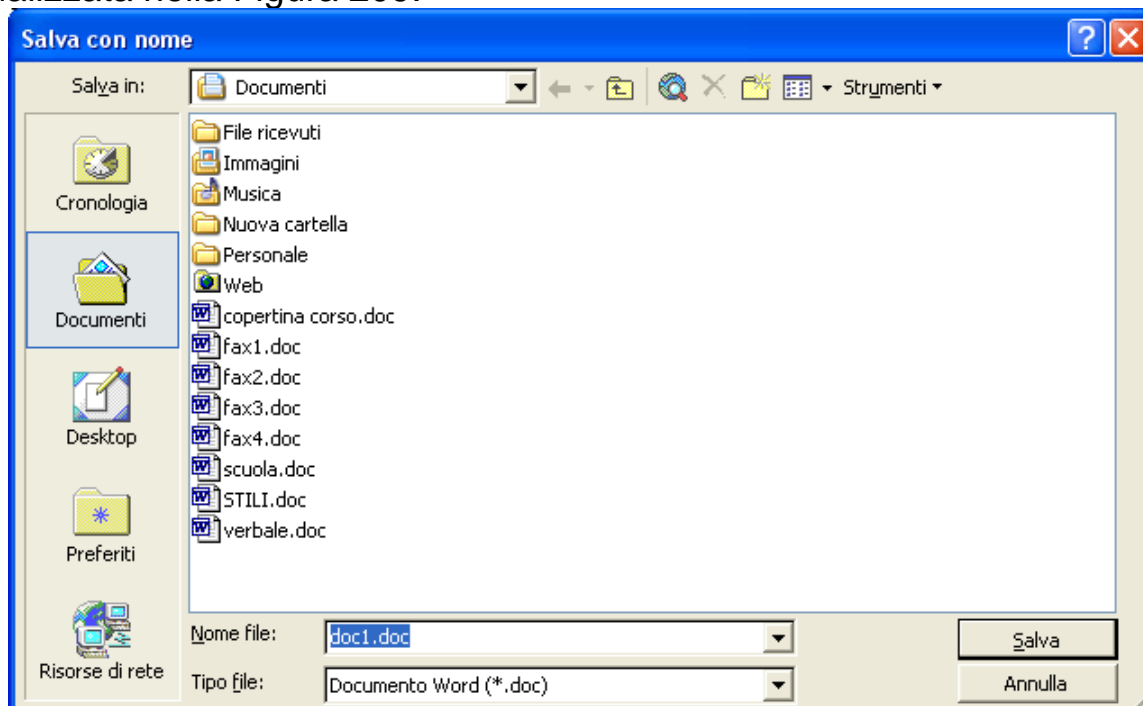 Salva con nome
Salva in:
Documenti
Strumenti
Cronologia
Documenti
Desktop
Preferiti
Risorse di rete
File ricevuti
Immagini
Musica
Nuova cartella
Personale
Web
copertina corso.doc
fax1.doc
fax2.doc
fax3.doc
fax4.doc
scuola.doc
STILI.doc
verbale.doc
Nome file:
doc1.doc
Salva
Tipo file:
Documento Word (*.doc)
Annulla